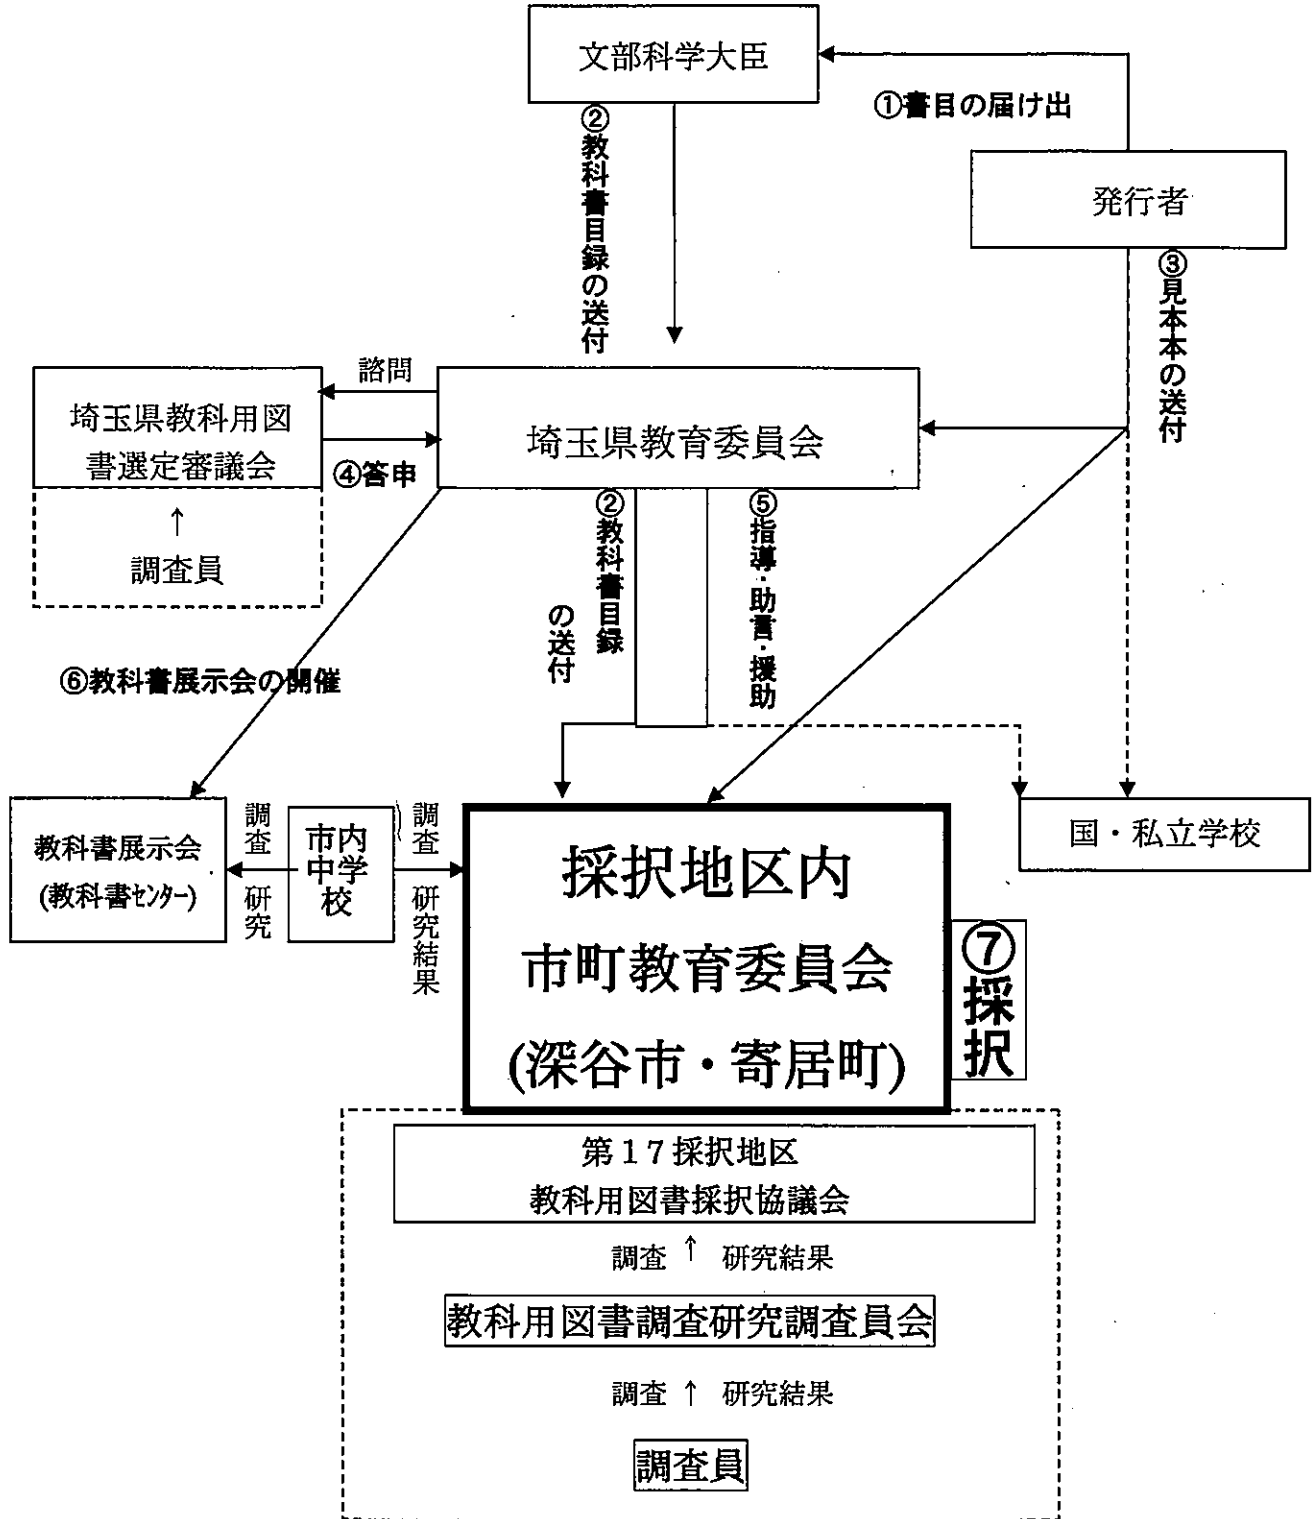 文部科学大臣
①書目の届け出
②教科書目録の送付
発行者
③見本本の送付
諮問
埼玉県教科用図
書選定審議会
埼玉県教育委員会
④答申
↑
調査員
②教科書目録
の送付
⑤指導・助言・援助
⑥教科書展示会の開催
教科書展示会
(教科書センター)
調査
研究
市内
中学
校
調査
研究結果
採択地区内
市町教育委員会
(深谷市・寄居町)
⑦採択
国・私立学校
第17採択地区
教科用図書採択協議会
調査 ↑ 研究結果
教科用図書調査研究調査員会
調査 ↑ 研究結果
調査員